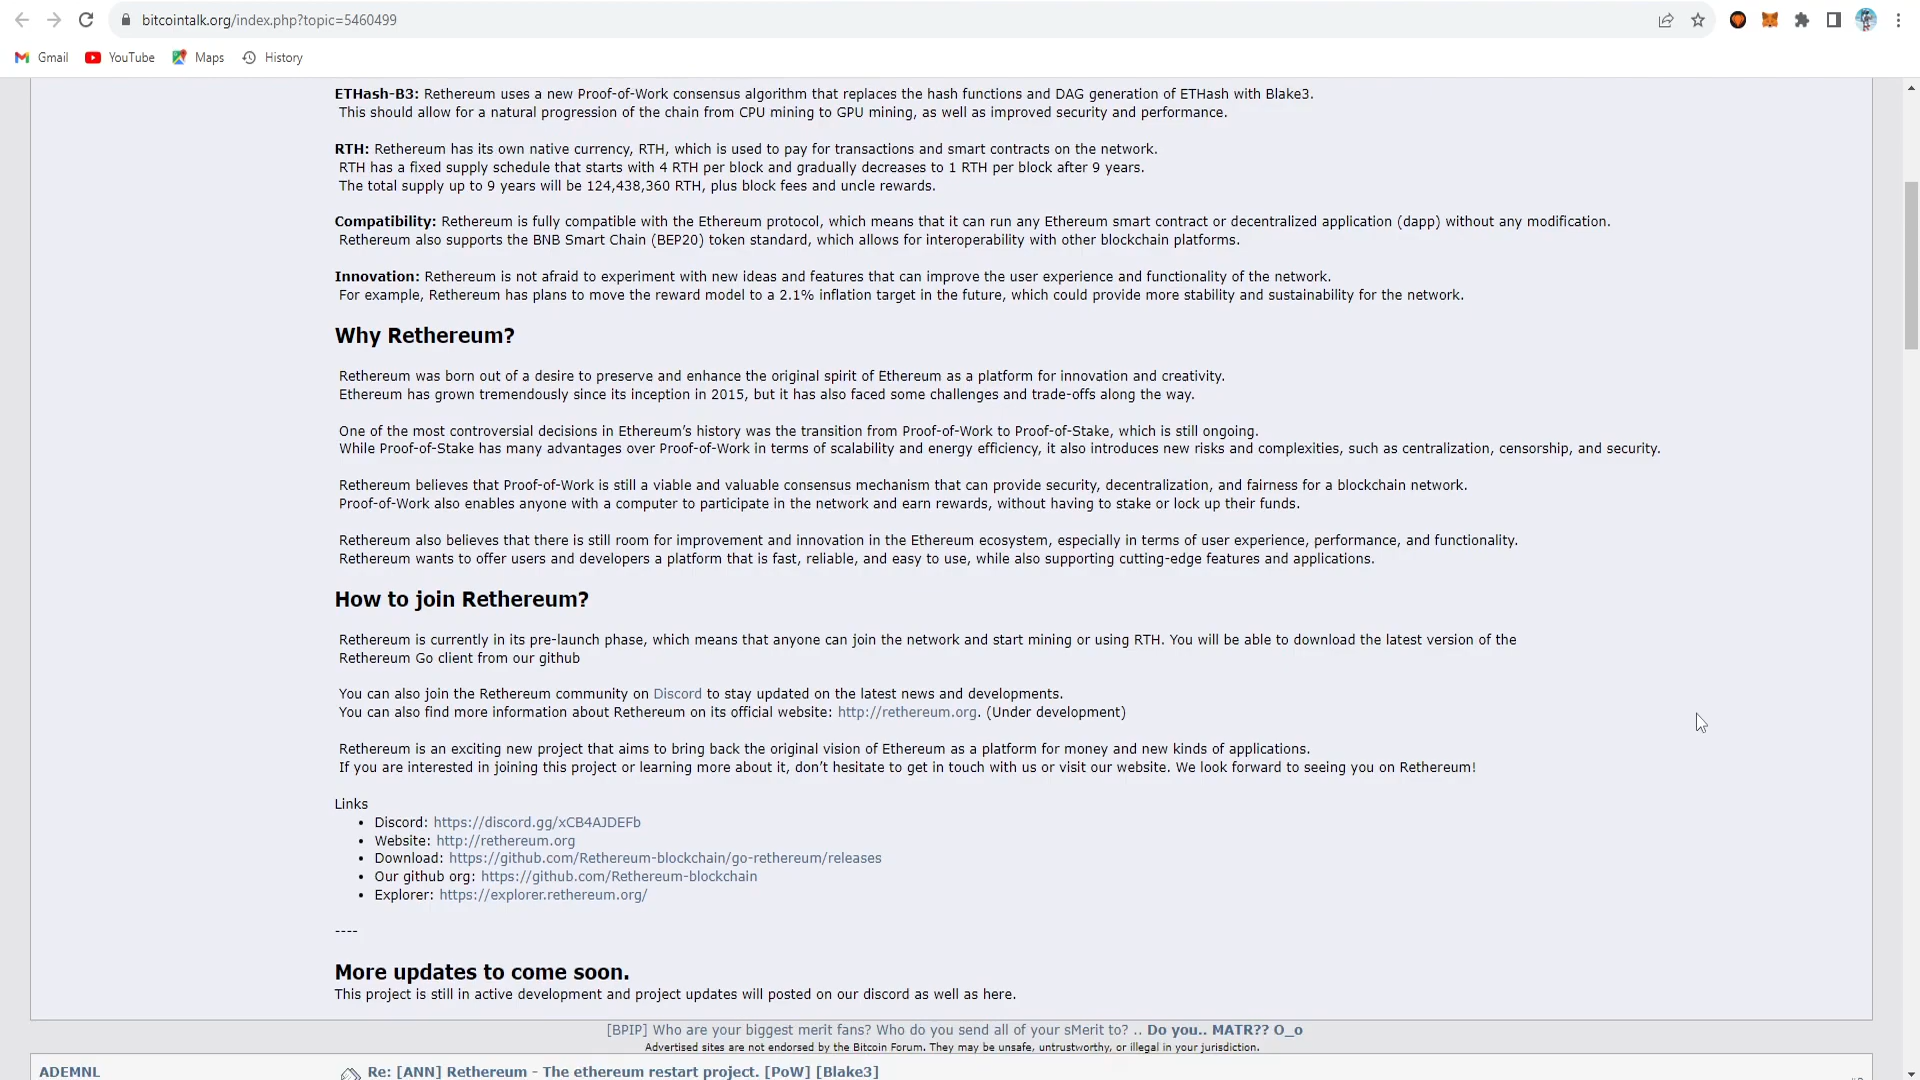 bitcointalk.org/index.php?topic=5460499
Gmail YouTube Maps History
ETHash-B3: Rethereum uses a new Proof-of-Work consensus algorithm that replaces the hash functions and DAG generation of ETHash with Blake3.
This should allow for a natural progression of the chain from CPU mining to GPU mining, as well as improved security and performance.
RTH: Rethereum has its own native currency, RTH, which is used to pay for transactions and smart contracts on the network.
RTH has a fixed supply schedule that starts with 4 RTH per block and gradually decreases to 1 RTH per block after 9 years.
The total supply up to 9 years will be 124,438,360 RTH, plus block fees and uncle rewards.
Compatibility: Rethereum is fully compatible with the Ethereum protocol, which means that it can run any Ethereum smart contract or decentralized application (dapp) without any modification.
Rethereum also supports the BNB Smart Chain (BEP20) token standard, which allows for interoperability with other blockchain platforms.
Innovation: Rethereum is not afraid to experiment with new ideas and features that can improve the user experience and functionality of the network.
For example, Rethereum has plans to move the reward model to a 2.1% inflation target in the future, which could provide more stability and sustainability for the network.
Why Rethereum?
Rethereum was born out of a desire to preserve and enhance the original spirit of Ethereum as a platform for innovation and creativity.
Ethereum has grown tremendously since its inception in 2015, but it has also faced some challenges and trade-offs along the way.
One of the most controversial decisions in Ethereum’s history was the transition from Proof-of-Work to Proof-of-Stake, which is still ongoing.
While Proof-of-Stake has many advantages over Proof-of-Work in terms of scalability and energy efficiency, it also introduces new risks and complexities, such as centralization, censorship, and security.
Rethereum believes that Proof-of-Work is still a viable and valuable consensus mechanism that can provide security, decentralization, and fairness for a blockchain network.
Proof-of-Work also enables anyone with a computer to participate in the network and earn rewards, without having to stake or lock up their funds.
Rethereum also believes that there is still room for improvement and innovation in the Ethereum ecosystem, especially in terms of user experience, performance, and functionality.
Rethereum wants to offer users and developers a platform that is fast, reliable, and easy to use, while also supporting cutting-edge features and applications.
How to join Rethereum?
Rethereum is currently in its pre-launch phase, which means that anyone can join the network and start mining or using RTH. You will be able to download the latest version of the
Rethereum Go client from our github
You can also join the Rethereum community on Discord to stay updated on the latest news and developments.
You can also find more information about Rethereum on its official website: http://rethereum.org. (Under development)
Rethereum is an exciting new project that aims to bring back the original vision of Ethereum as a platform for money and new kinds of applications.
If you are interested in joining this project or learning more about it, don’t hesitate to get in touch with us or visit our website. We look forward to seeing you on Rethereum!
Links
• Discord: https://discord.gg/xCB4AJDEFb
• Website: http://rethereum.org
• Download: https://github.com/Rethereum-blockchain/go-rethereum/releases
• Our github org: https://github.com/Rethereum-blockchain
• Explorer: https://explorer.rethereum.org/
----
More updates to come soon.
This project is still in active development and project updates will posted on our discord as well as here.
[BPIP] Who are your biggest merit fans? Who do you send all of your sMerit to? .. Do you.. MATR?? O_o
Advertised sites are not endorsed by the Bitcoin Forum. They may be unsafe, untrustworthy, or illegal in your jurisdiction.
ADEMNL Re: [ANN] Rethereum - The ethereum restart project. [PoW] [Blake3]